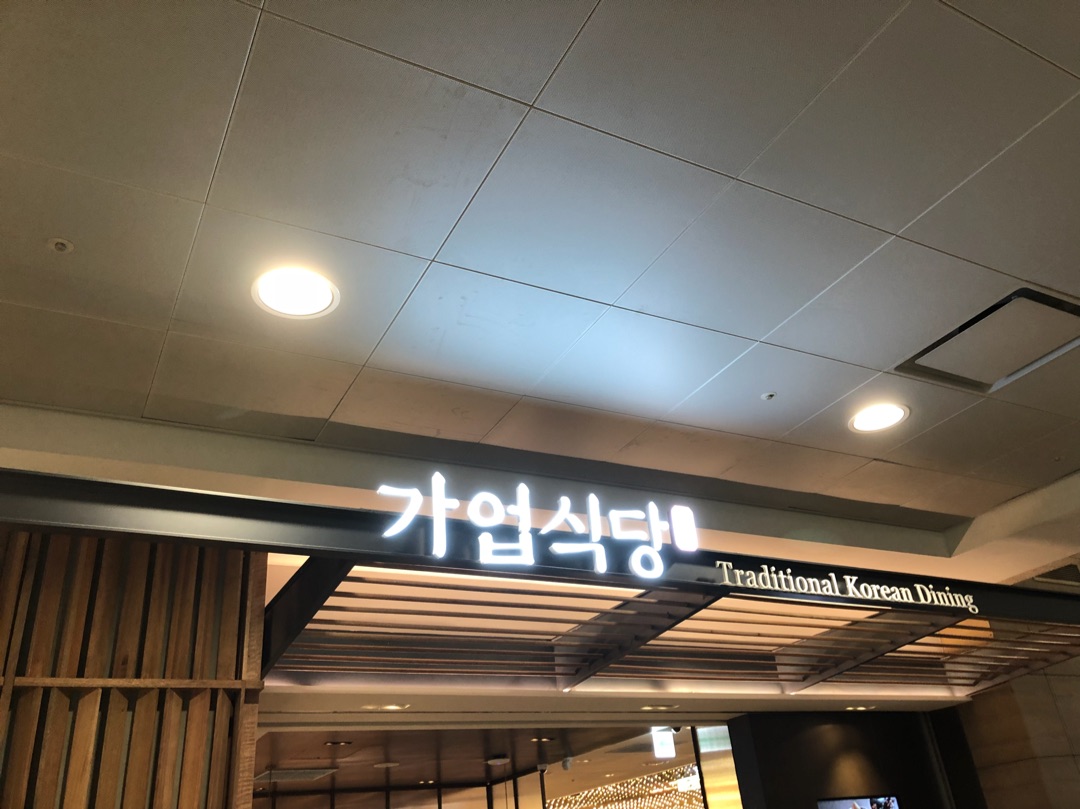 가업식당
Traditional Korean Dining